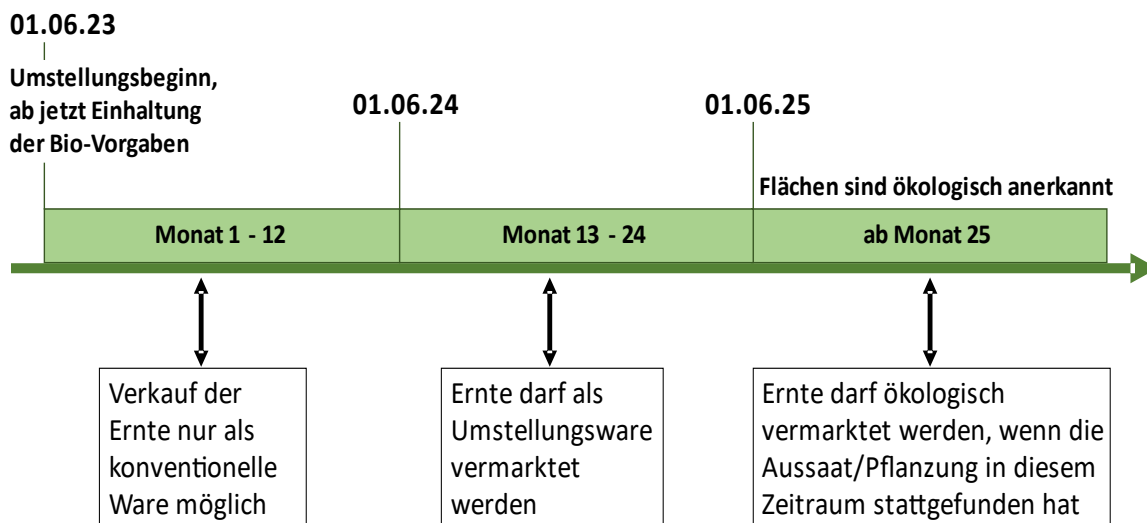 01.06.23
Umstellungsbeginn,
ab jetzt Einhaltung
der Bio-Vorgaben
01.06.24
01.06.25
Flächen sind ökologisch anerkannt
Monat 1 - 12
Monat 13 - 24
ab Monat 25
Verkauf der
Ernte nur als
konventionelle
Ware möglich
Ernte darf als
Umstellungsware
vermarktet
werden
Ernte darf ökologisch
vermarktet werden, wenn die
Aussaat/Pflanzung in diesem
Zeitraum stattgefunden hat